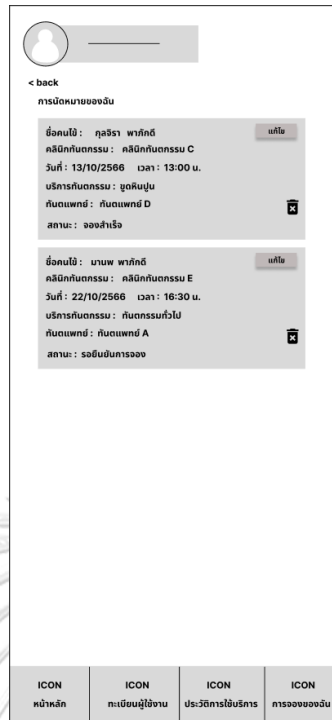 < back
การนัดหมายของฉัน
ชื่อคนไข้ : กุลจิรา พาภักดี
แก้ไข
คลินิกทันตกรรม : คลินิกทันตกรรม C
วันที่ : 13/10/2566 เวลา : 13:00 น.
บริการทันตกรรม : ขูดหินปูน
ทันตแพทย์ : ทันตแพทย์ D
สถานะ : จองสำเร็จ
ชื่อคนไข้ : มานพ พาภักดี
แก้ไข
คลินิกทันตกรรม : คลินิกทันตกรรม E
วันที่ : 22/10/2566 เวลา : 16:30 น.
บริการทันตกรรม : ทันตกรรมทั่วไป
ทันตแพทย์ : ทันตแพทย์ A
สถานะ : รอยืนยันการจอง
ICON ICON ICON ICON
หน้าหลัก ทะเบียนผู้ใช้งาน ประวัติการใช้บริการ การจองของฉัน